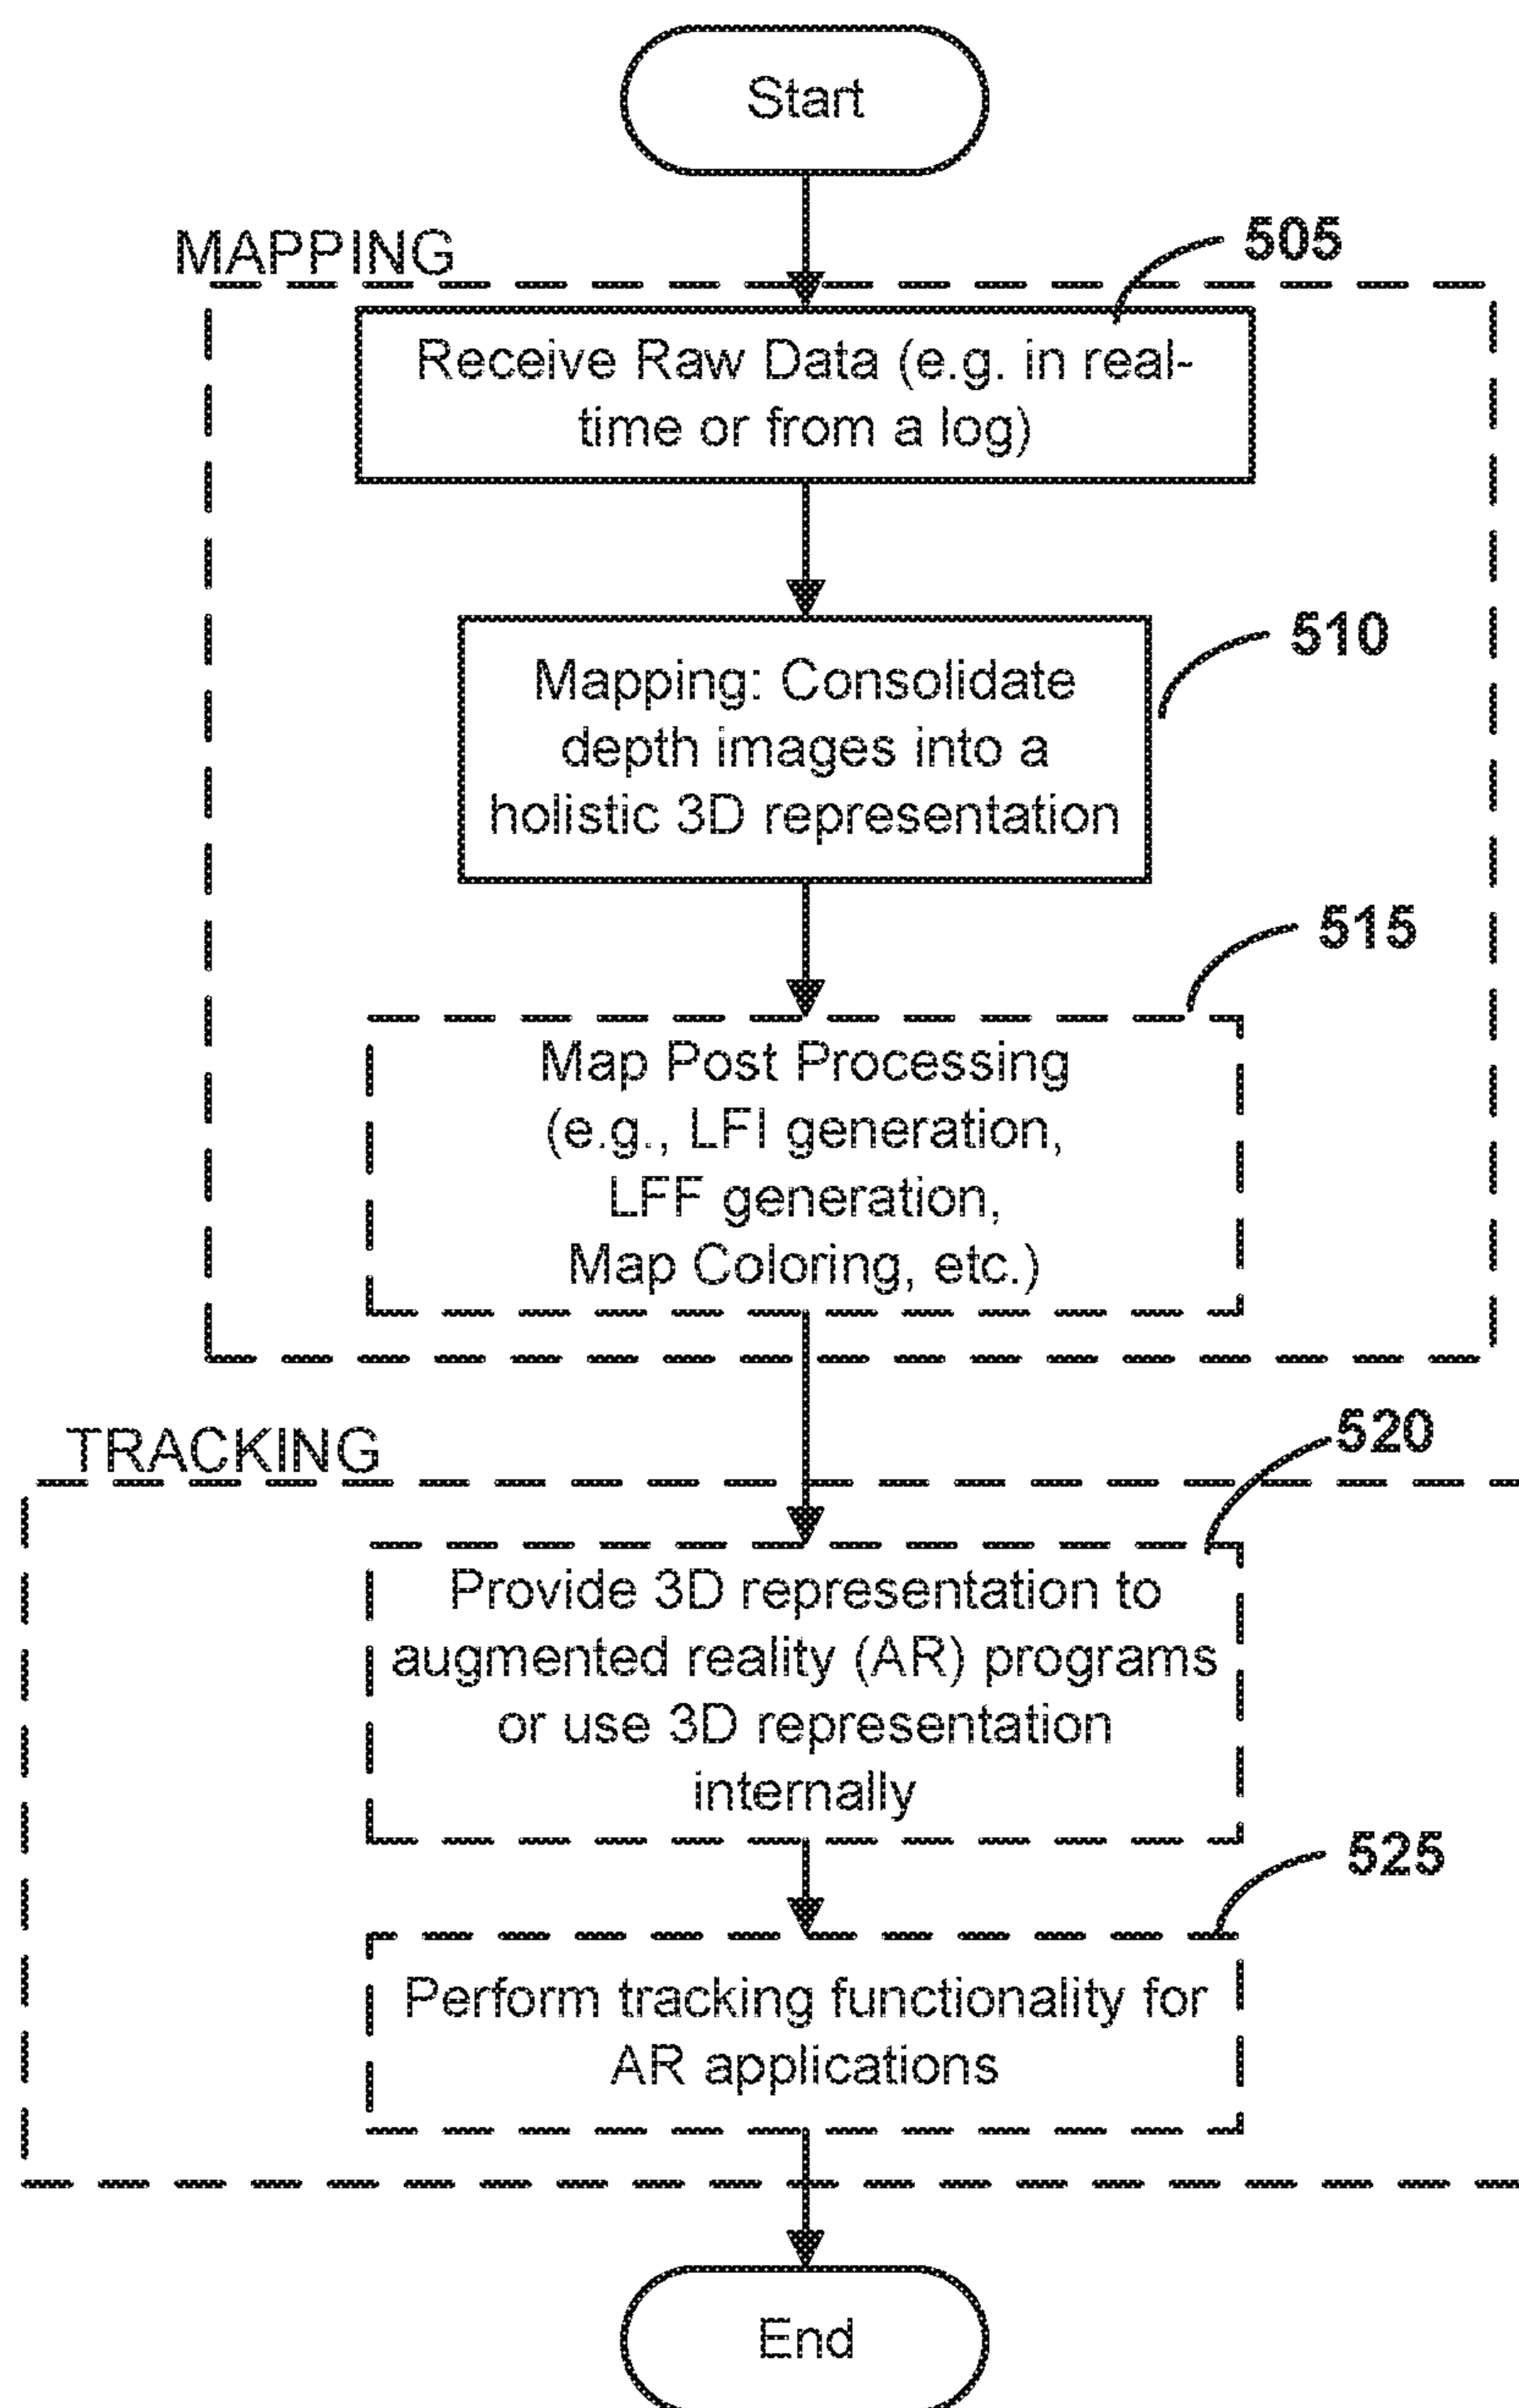 Start
MAPPING
505
Receive Raw Data (e.g. in real-
time or from a log)
510
Mapping: Consolidate
depth images into a
holistic 3D representation
515
Map Post Processing
(e.g., LFI generation,
LFF generation,
Map Coloring, etc.)
TRACKING
520
Provide 3D representation to
augmented reality (AR) programs
or use 3D representation
internally
525
Perform tracking functionality for
AR applications
End